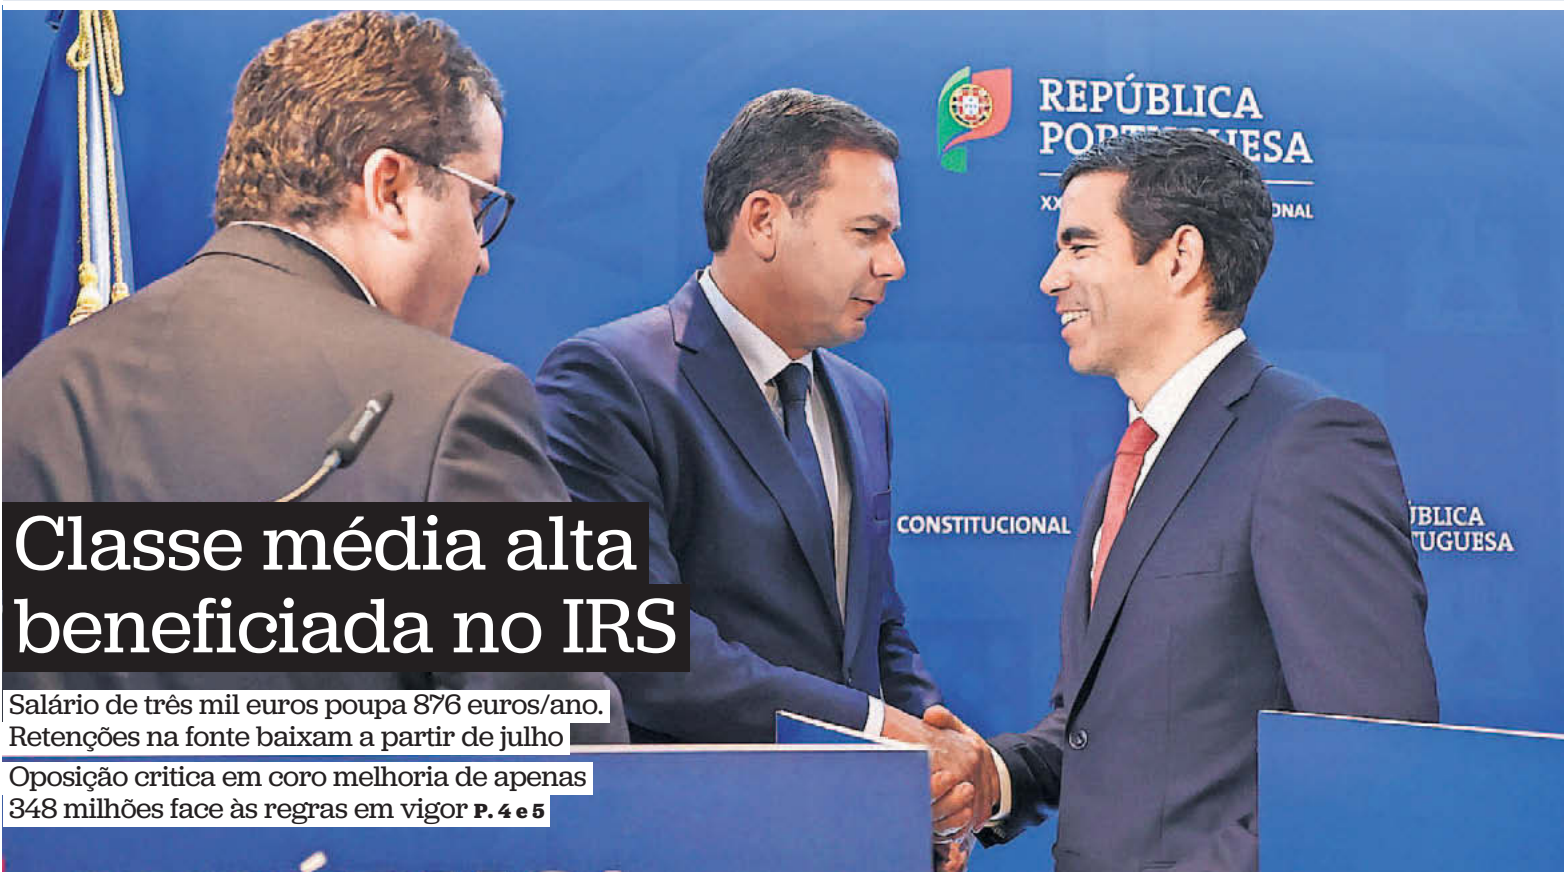 REPÚBLICA
PORTUGUESA
CONSTITUCIONAL
Classe média alta
beneficiada no IRS
Salário de três mil euros poupa 876 euros/ano.
Retenções na fonte baixam a partir de julho
Oposição critica em coro melhoria de apenas
348 milhões face às regras em vigor P. 4 e 5